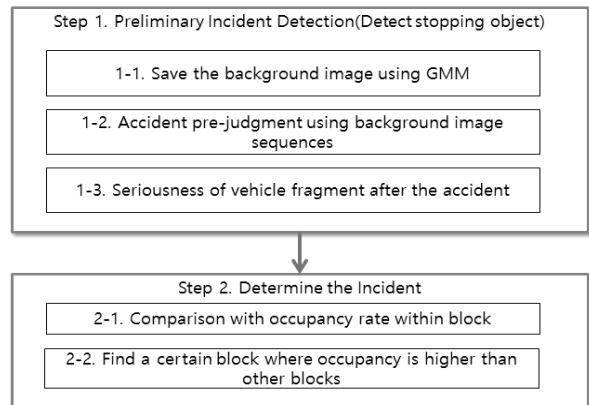 Step 1. Preliminary Incident Detection(Detect stopping object)
1-1. Save the background image using GMM
1-2. Accident pre-judgment using background image
sequences
1-3. Seriousness of vehicle fragment after the accident
Step 2. Determine the Incident
2-1. Comparison with occupancy rate within block
2-2. Find a certain block where occupancy is higher than
other blocks